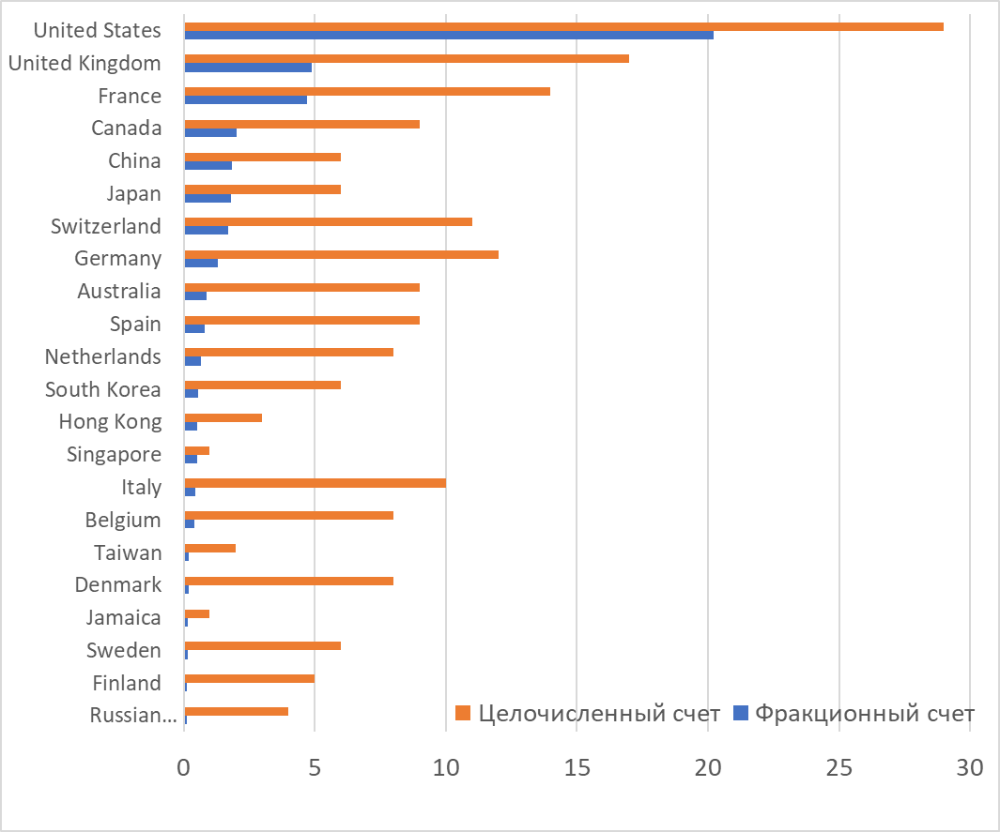 United States
United Kingdom
France
Canada
China
Japan
Switzerland
Germany
Australia
Spain
Netherlands
South Korea
Hong Kong
Singapore
Italy
Belgium
Taiwan
Denmark
Jamaica
Sweden
Finland
Russian...
Целочисленный счет Фракционный счет
0 5 10 15 20 25 30